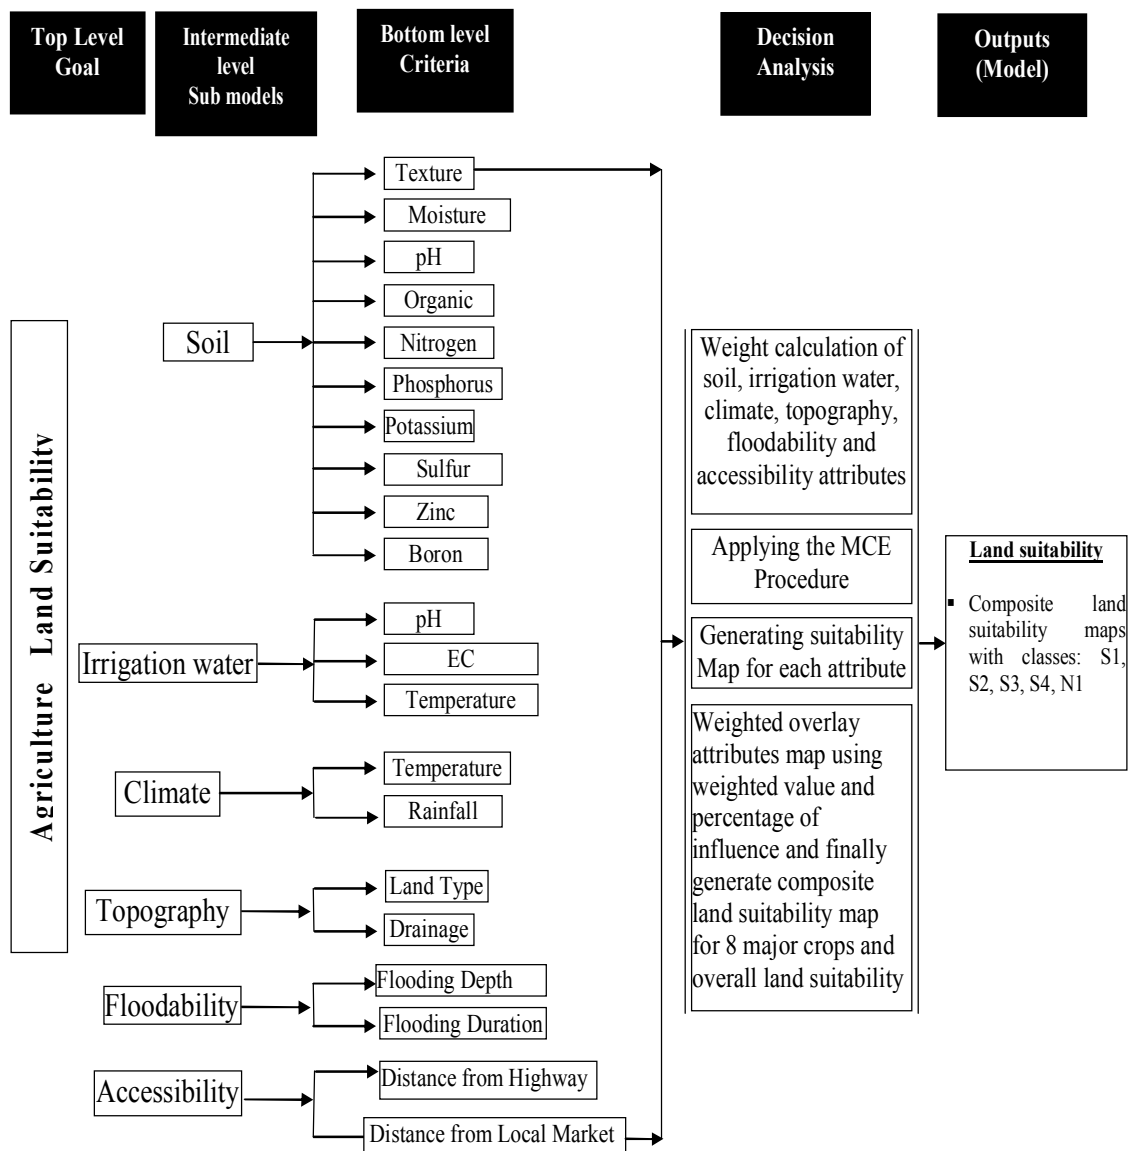 Top Level
Goal
Intermediate
level
Sub models
Bottom level
Criteria
Decision
Analysis
Outputs
(Model)
Agriculture Land Suitability
Soil
Texture
Moisture
pH
Organic
Nitrogen
Phosphorus
Potassium
Sulfur
Zinc
Boron
Irrigation water
pH
EC
Temperature
Climate
Temperature
Rainfall
Topography
Land Type
Drainage
Floodability
Flooding Depth
Flooding Duration
Accessibility
Distance from Highway
Distance from Local Market
Weight calculation of
soil, irrigation water,
climate, topography,
floodability and
accessibility attributes
Applying the MCE
Procedure
Generating suitability
Map for each attribute
Weighted overlay
attributes map using
weighted value and
percentage of
influence and finally
generate composite
land suitability map
for 8 major crops and
overall land suitability
Land suitability
▪ Composite land
suitability maps
with classes: S1,
S2, S3, S4, N1